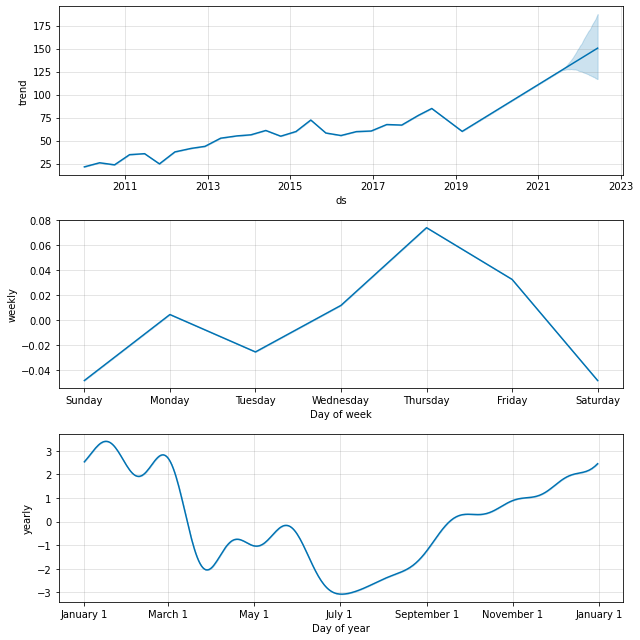 175
150
125
100
75
50
25
trend
2011 2013 2015 2017 2019 2021 2023
ds
0.08
0.06
0.04
0.02
0.00
−0.02
−0.04
weekly
Sunday Monday Tuesday Wednesday Thursday Friday Saturday
Day of week
3
2
1
0
−1
−2
−3
yearly
January 1 March 1 May 1 July 1 September 1 November 1 January 1
Day of year